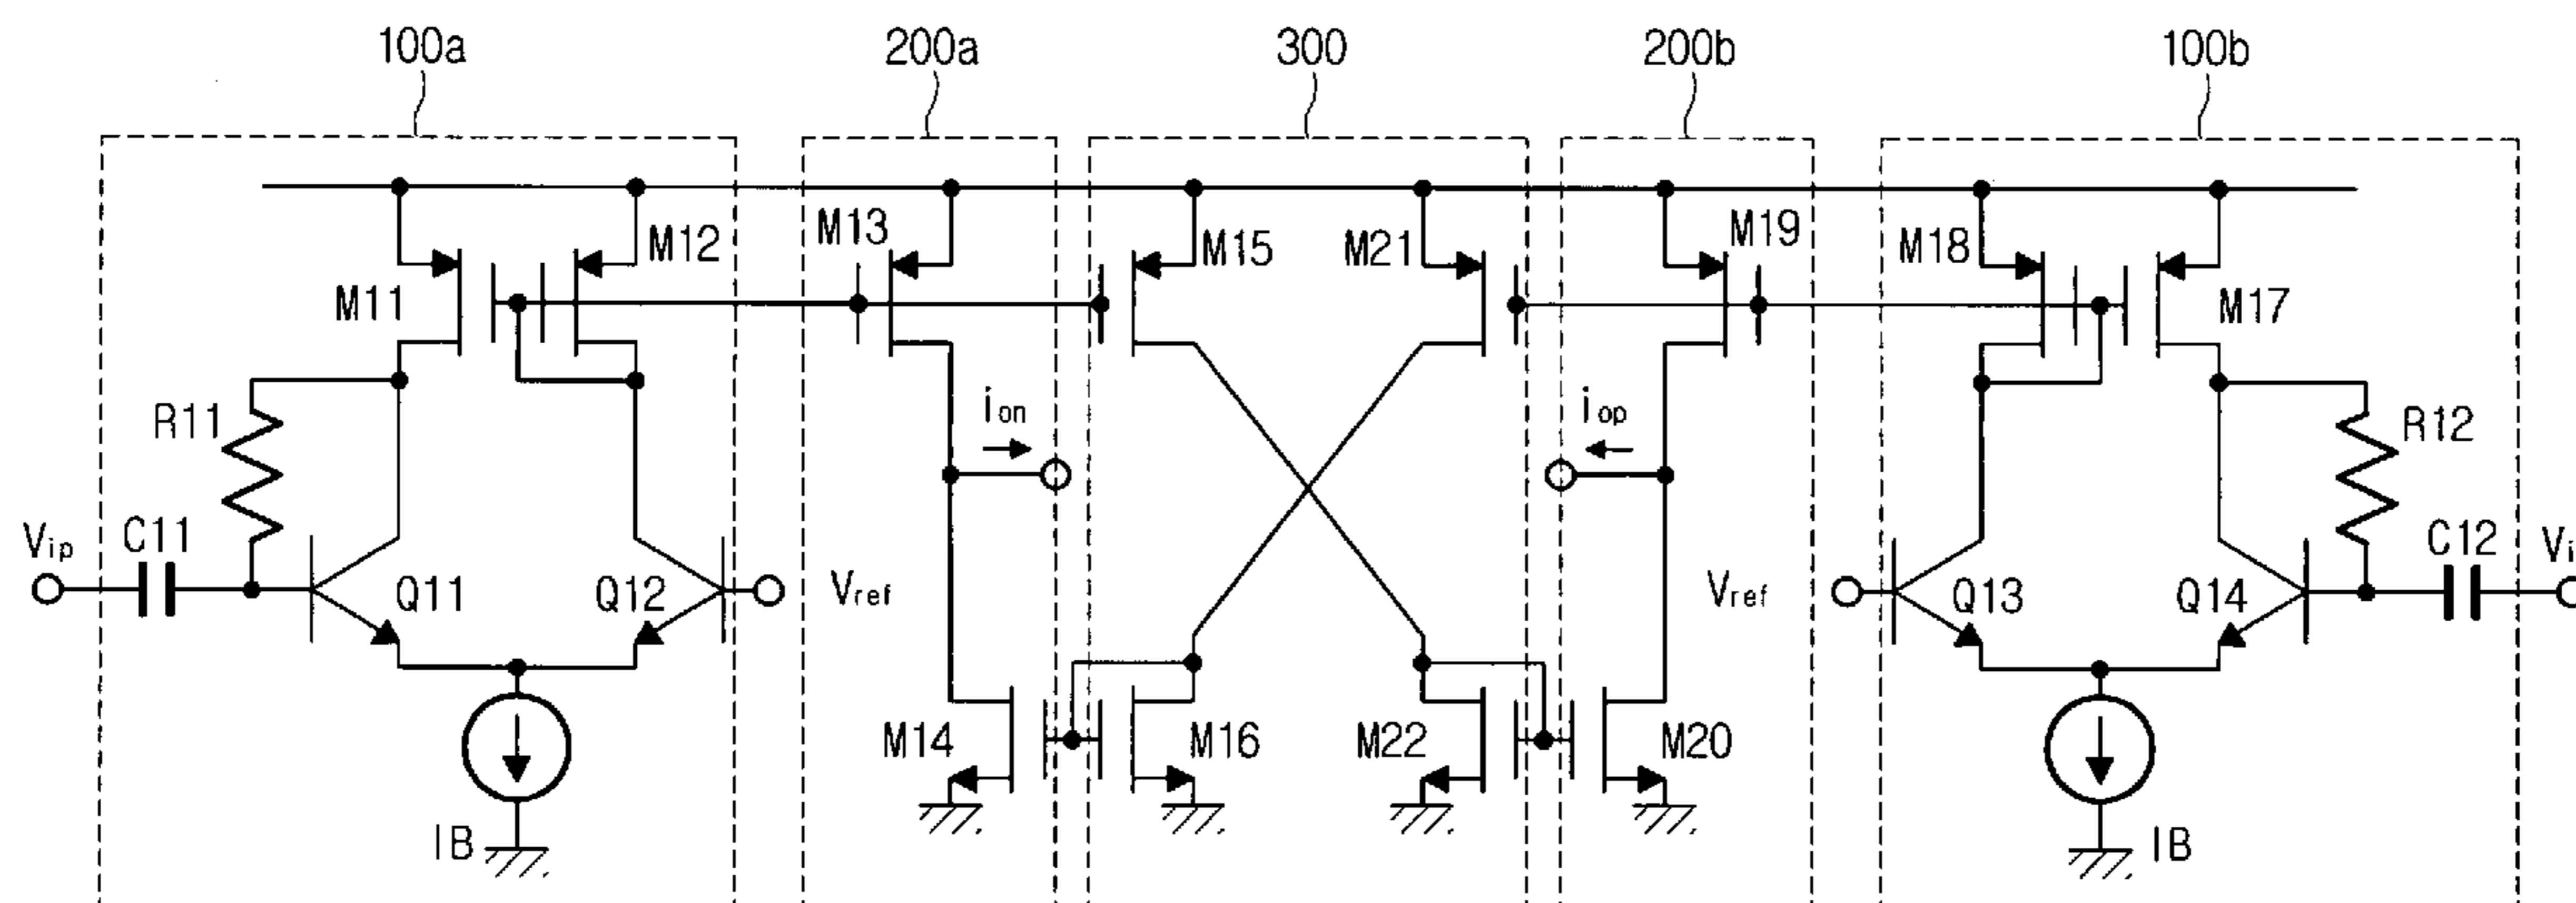 100a 200a 300 200b 100b
M13 M12 M15 M21 M19 M18
M11 M17
ion iop
R11 R12
Vip C11 Q11 Q12 Vref Vref Q13 Q14 C12
M14 M16 M22 M20
IB IB